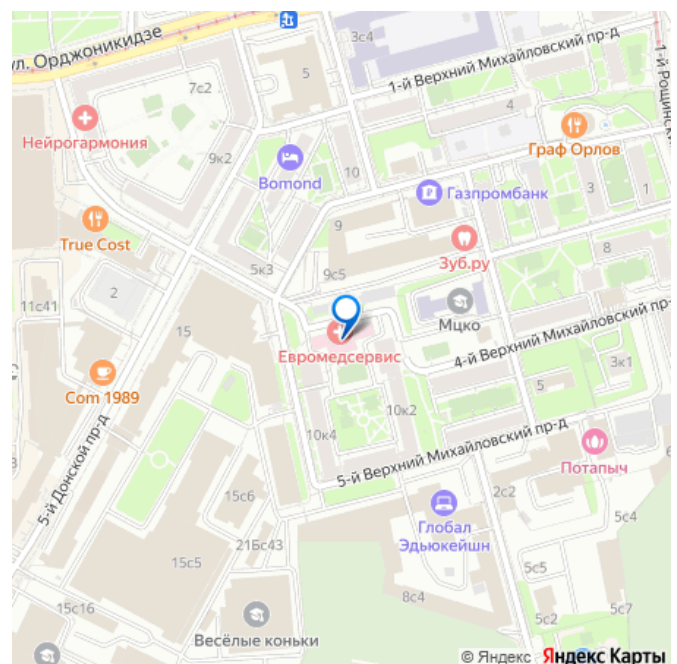 ул. Орджоникидзе
3с4
5
7с2
1-й Верхний Михайловский пр-д
4
Нейрогармония
Граф Орлов
9к2
Bomond
10
Газпромбанк
3
1
1-й Рощинский
9
True Cost
Зуб.ру
8
5к3
9с5
2
11с41
15
Мцко
4-й Верхний Михайловский пр-
Евромедсервис
3к1
Com 1989
5
10к2
10к4
5-й Верхний Михайловский пр-д
Потапыч
5-й Донской пр-д
15с6
2с2
6
Глобал
Эдьюкейшн
5с4
21Бс43
15с5
5с5
8с4
15с16
5с2
5с7
Весёлые коньки
© Яндекс Яндекс Карты